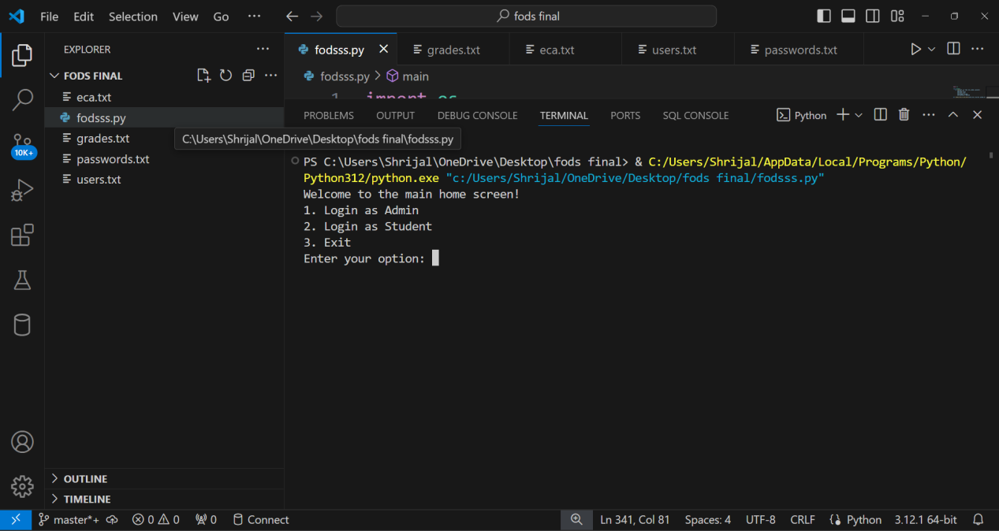 File Edit Selection View Go ··· fods final
EXPLORER ···
FODS FINAL
eca.txt
fodsss.py
grades.txt
passwords.txt
users.txt
C:\Users\Shrijal\OneDrive\Desktop\fods final\fodsss.py
10K+
OUTLINE
TIMELINE
fodsss.py grades.txt eca.txt users.txt passwords.txt
fodsss.py > main
1 import os
PROBLEMS OUTPUT DEBUG CONSOLE TERMINAL PORTS SQL CONSOLE Python
PS C:\Users\Shrijal\OneDrive\Desktop\fods final> & C:/Users/Shrijal/AppData/Local/Programs/Python/
Python312/python.exe "c:/Users/Shrijal/OneDrive/Desktop/fods final/fodsss.py"
Welcome to the main home screen!
1. Login as Admin
2. Login as Student
3. Exit
Enter your option:
master*+ 0 0 0 Connect Ln 341, Col 81 Spaces: 4 UTF-8 CRLF Python 3.12.1 64-bit